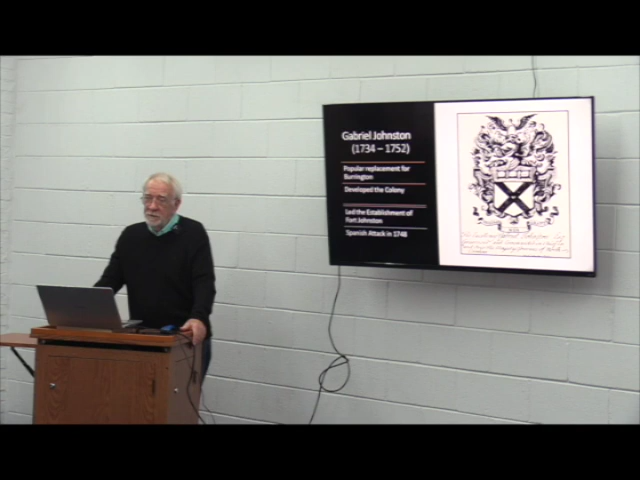 Gabriel Johnston
(1734 – 1752)
Popular replacement for
Burrington
Developed the Colony
Led the Establishment of
Fort Johnston
Spanish Attack in 1748